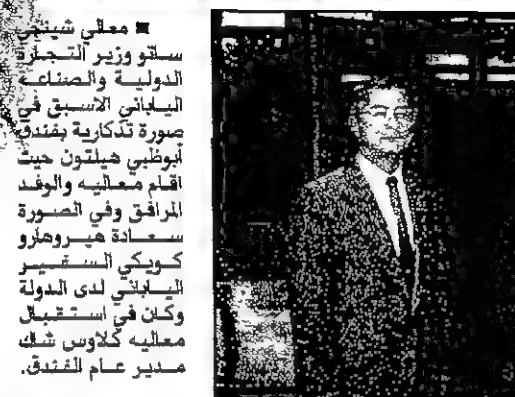 ■ معالي شينجي
ساتو وزير التجارة
الدولية والصناعة
الياباني الاسبق في
صورة تذكارية بفندق
أبوظبي هيلتون حيث
اقام معاليه والوفد
المرافق وفي الصورة
سعادة هيروهارو
كويكي السفير
الياباني لدى الدولة
وكان في استقبال
معاليه كلاوس شاك
مدير عام الفندق.